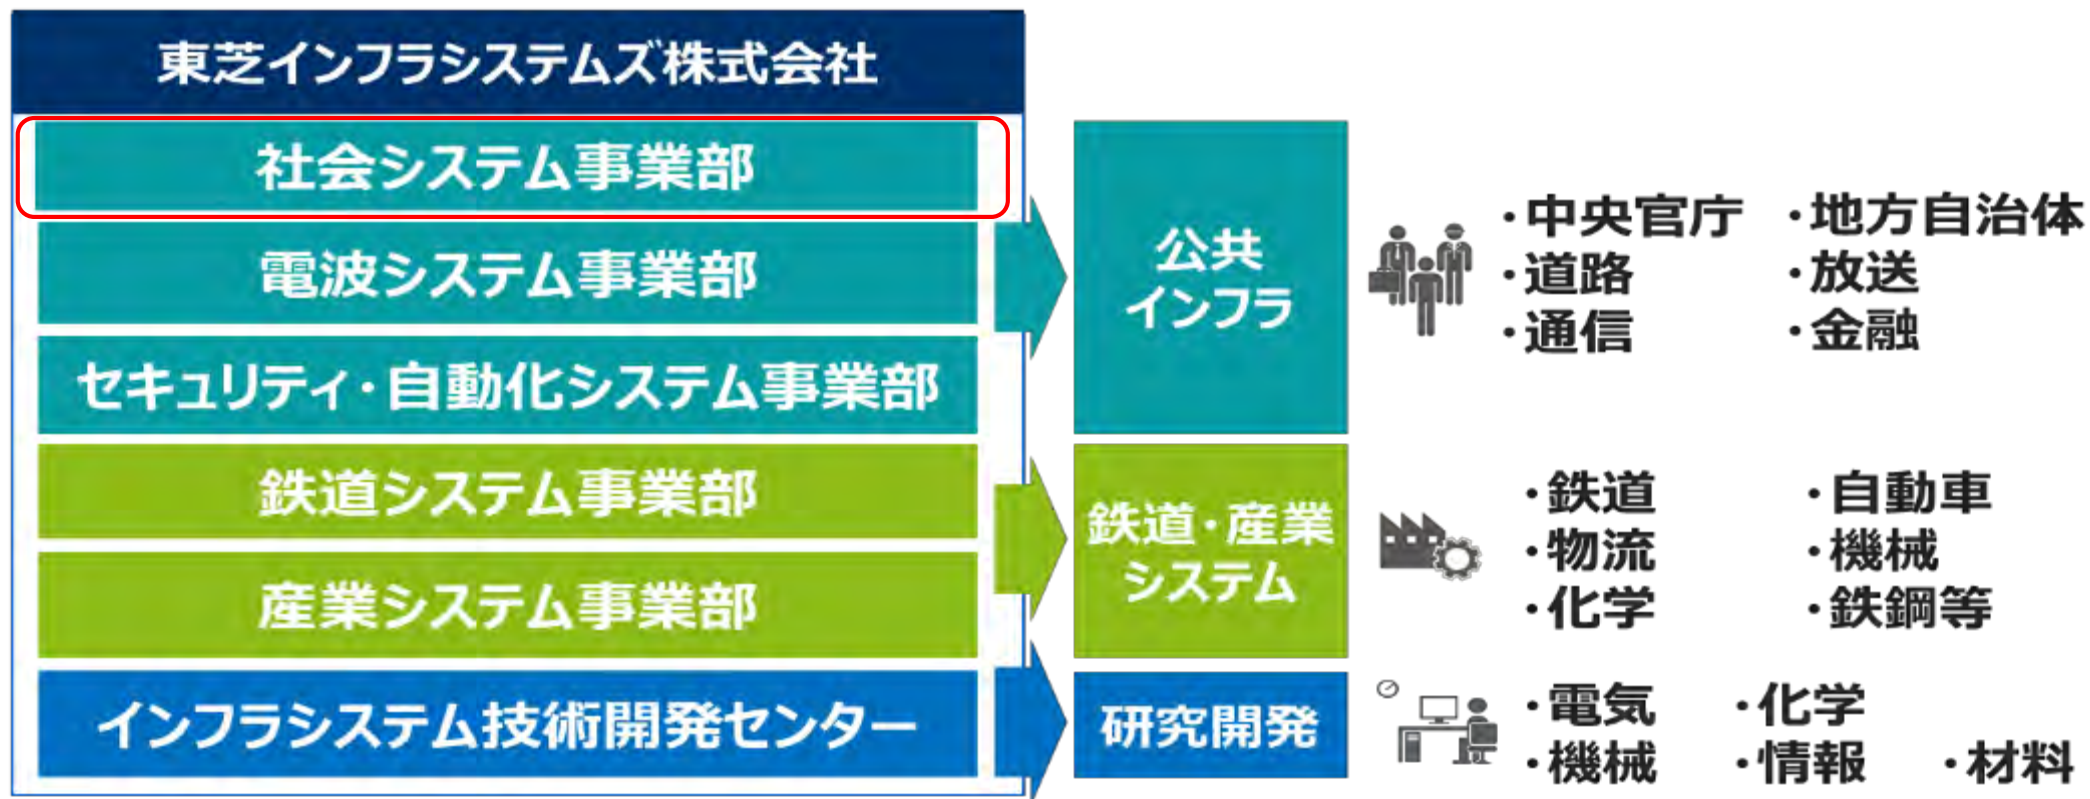 東芝インフラシステムズ株式会社
社会システム事業部
電波システム事業部
セキュリティ・自動化システム事業部
鉄道システム事業部
産業システム事業部
インフラシステム技術開発センター
公共
インフラ
・中央官庁 ・地方自治体
・道路 ・放送
・通信 ・金融
鉄道・産業
システム
・鉄道 ・自動車
・物流 ・機械
・化学 ・鉄鋼等
研究開発
・電気 ・化学
・機械 ・情報 ・材料